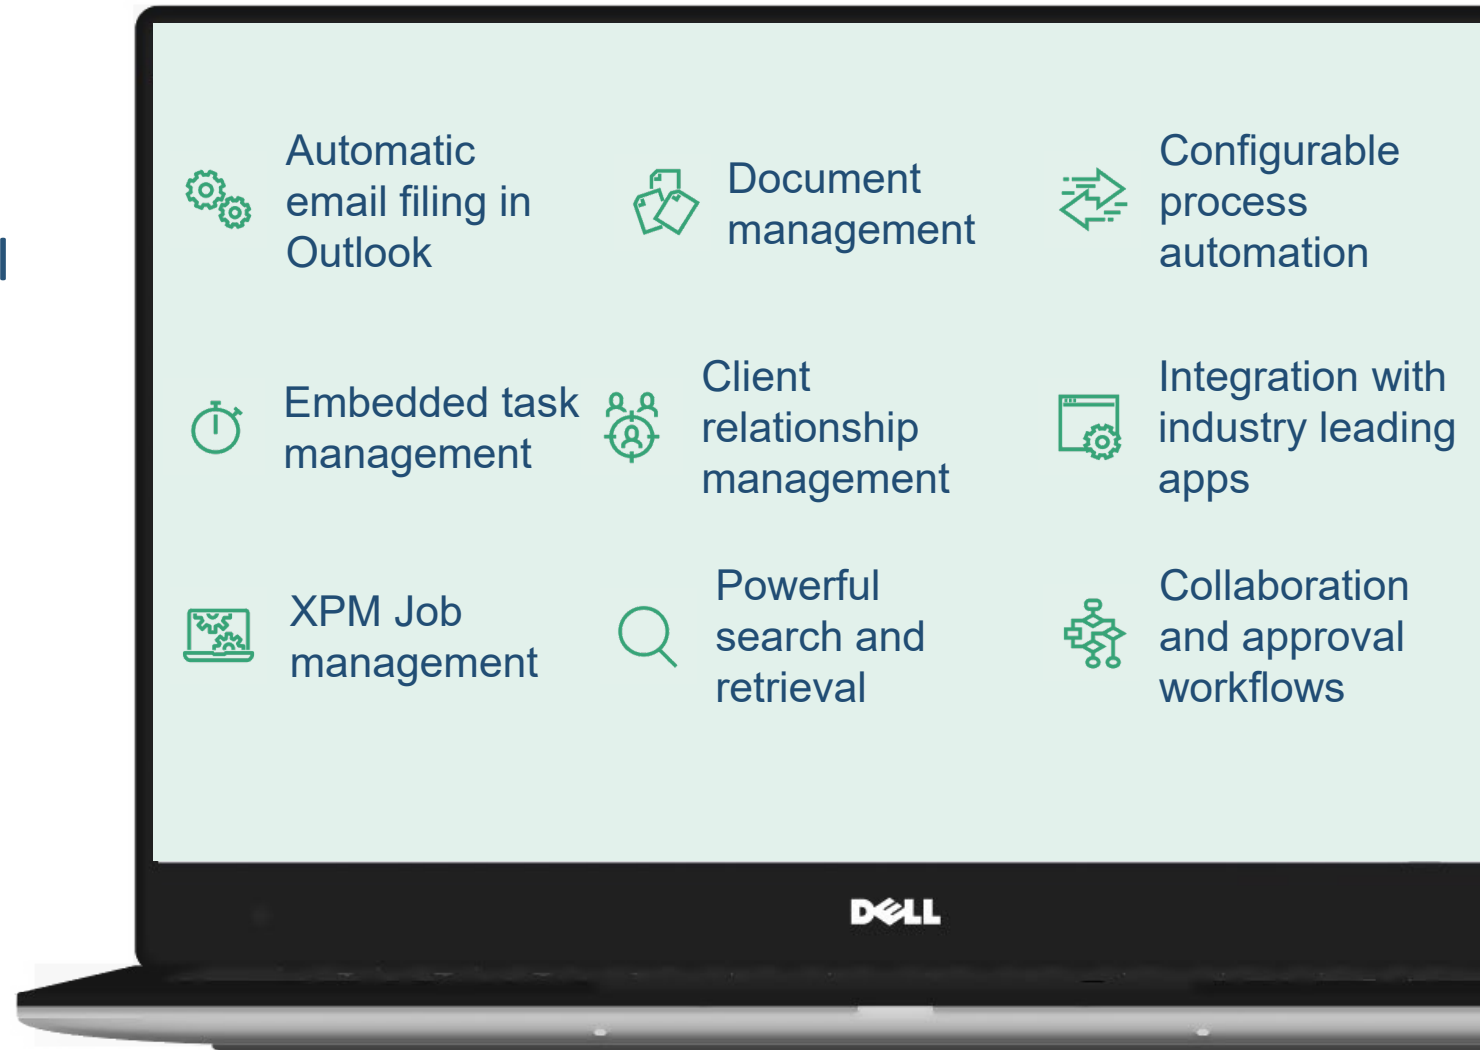 Automatic
email filing in
Outlook
Document
management
Configurable
process
automation
Embedded task
management
Client
relationship
management
Integration with
industry leading
apps
XPM Job
management
Powerful
search and
retrieval
Collaboration
and approval
workflows
DELL